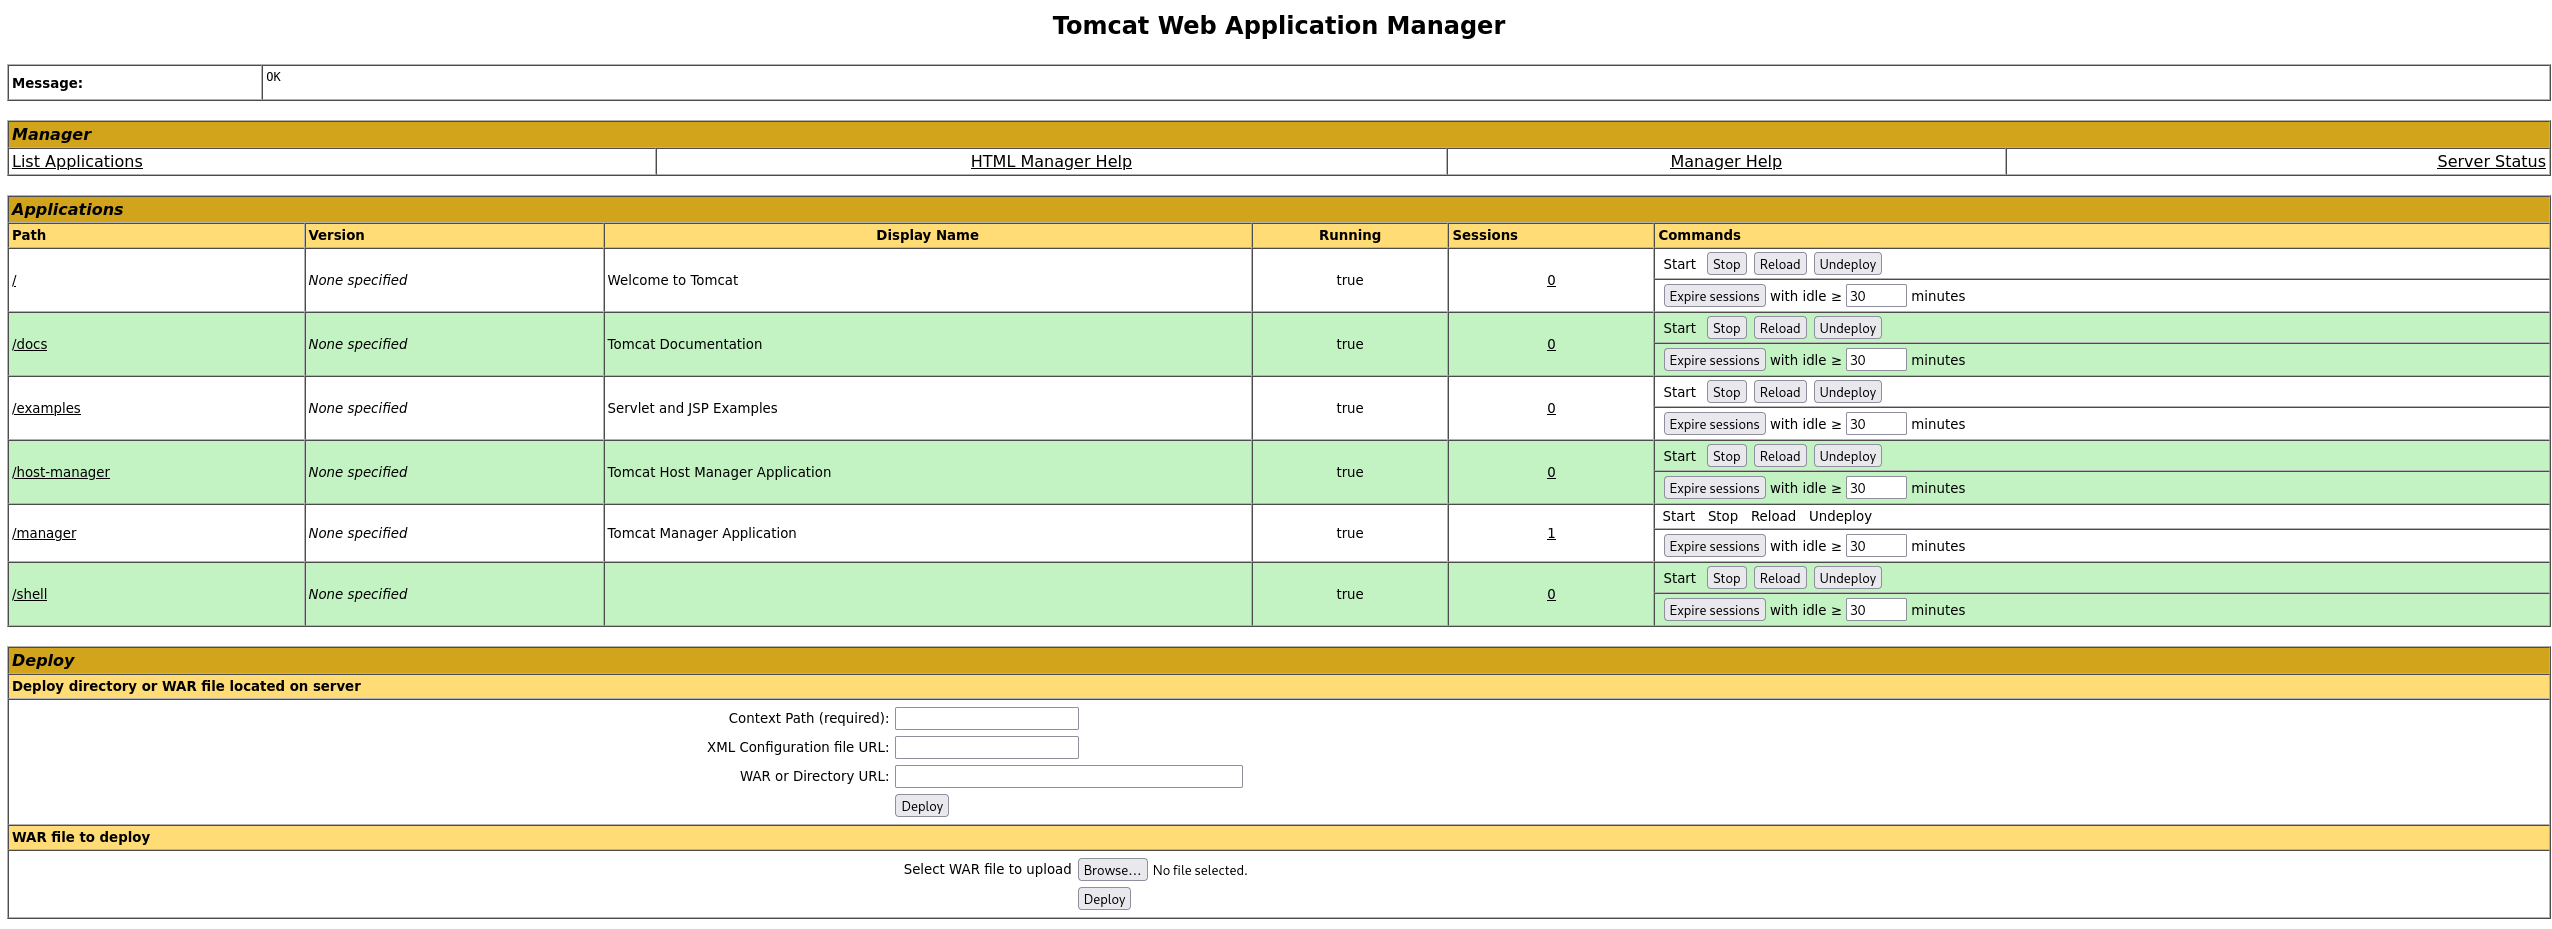 Tomcat Web Application Manager
Message: OK
Manager
List Applications HTML Manager Help Manager Help Server Status
Applications
Path Version Display Name Running Sessions Commands
/ None specified Welcome to Tomcat true 0
Start Stop Reload Undeploy
Expire sessions with idle ≥ 30 minutes
/docs None specified Tomcat Documentation true 0
Start Stop Reload Undeploy
Expire sessions with idle ≥ 30 minutes
/examples None specified Servlet and JSP Examples true 0
Start Stop Reload Undeploy
Expire sessions with idle ≥ 30 minutes
/host-manager None specified Tomcat Host Manager Application true 0
Start Stop Reload Undeploy
Expire sessions with idle ≥ 30 minutes
/manager None specified Tomcat Manager Application true 1
Start Stop Reload Undeploy
Expire sessions with idle ≥ 30 minutes
/shell None specified true 0
Start Stop Reload Undeploy
Expire sessions with idle ≥ 30 minutes
Deploy
Deploy directory or WAR file located on server
Context Path (required):
XML Configuration file URL:
WAR or Directory URL:
Deploy
WAR file to deploy
Select WAR file to upload Browse... No file selected.
Deploy